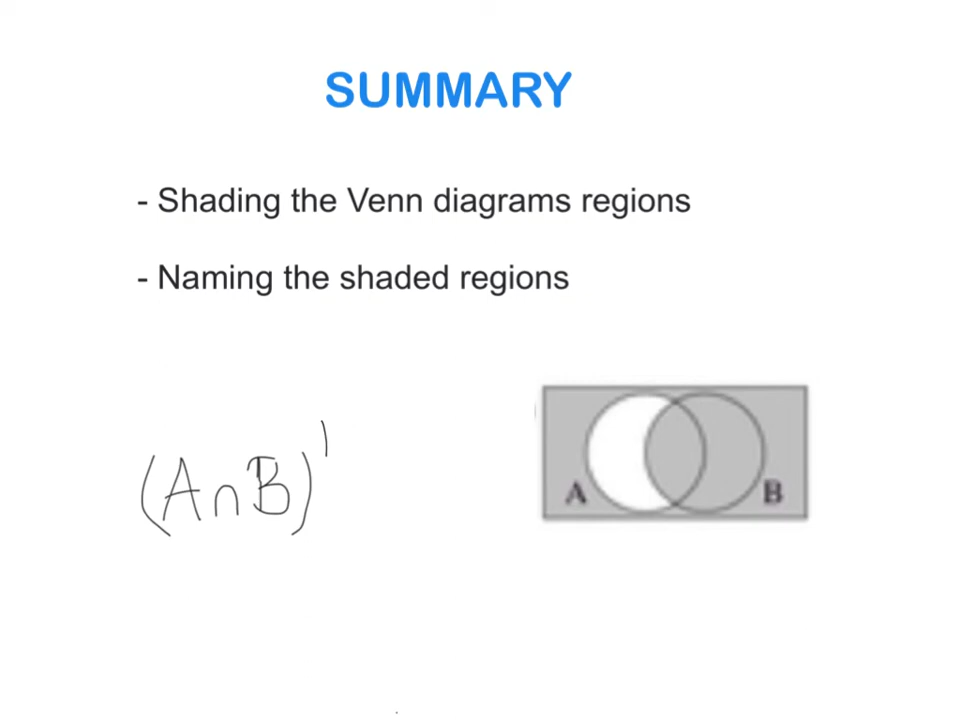 SUMMARY
- Shading the Venn diagrams regions
- Naming the shaded regions
(A∩B)'
A B